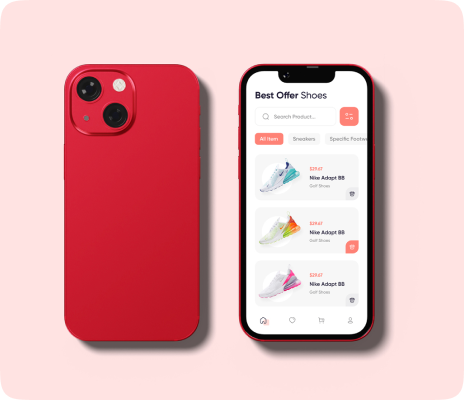 Best Offer Shoes
Search Product...
All Item
Sneakers
Specific Footwe
$29.67
Nike Adapt BB
Golf Shoes
$29.67
Nike Adapt BB
Golf Shoes
$29.67
Nike Adapt BB
Golf Shoes